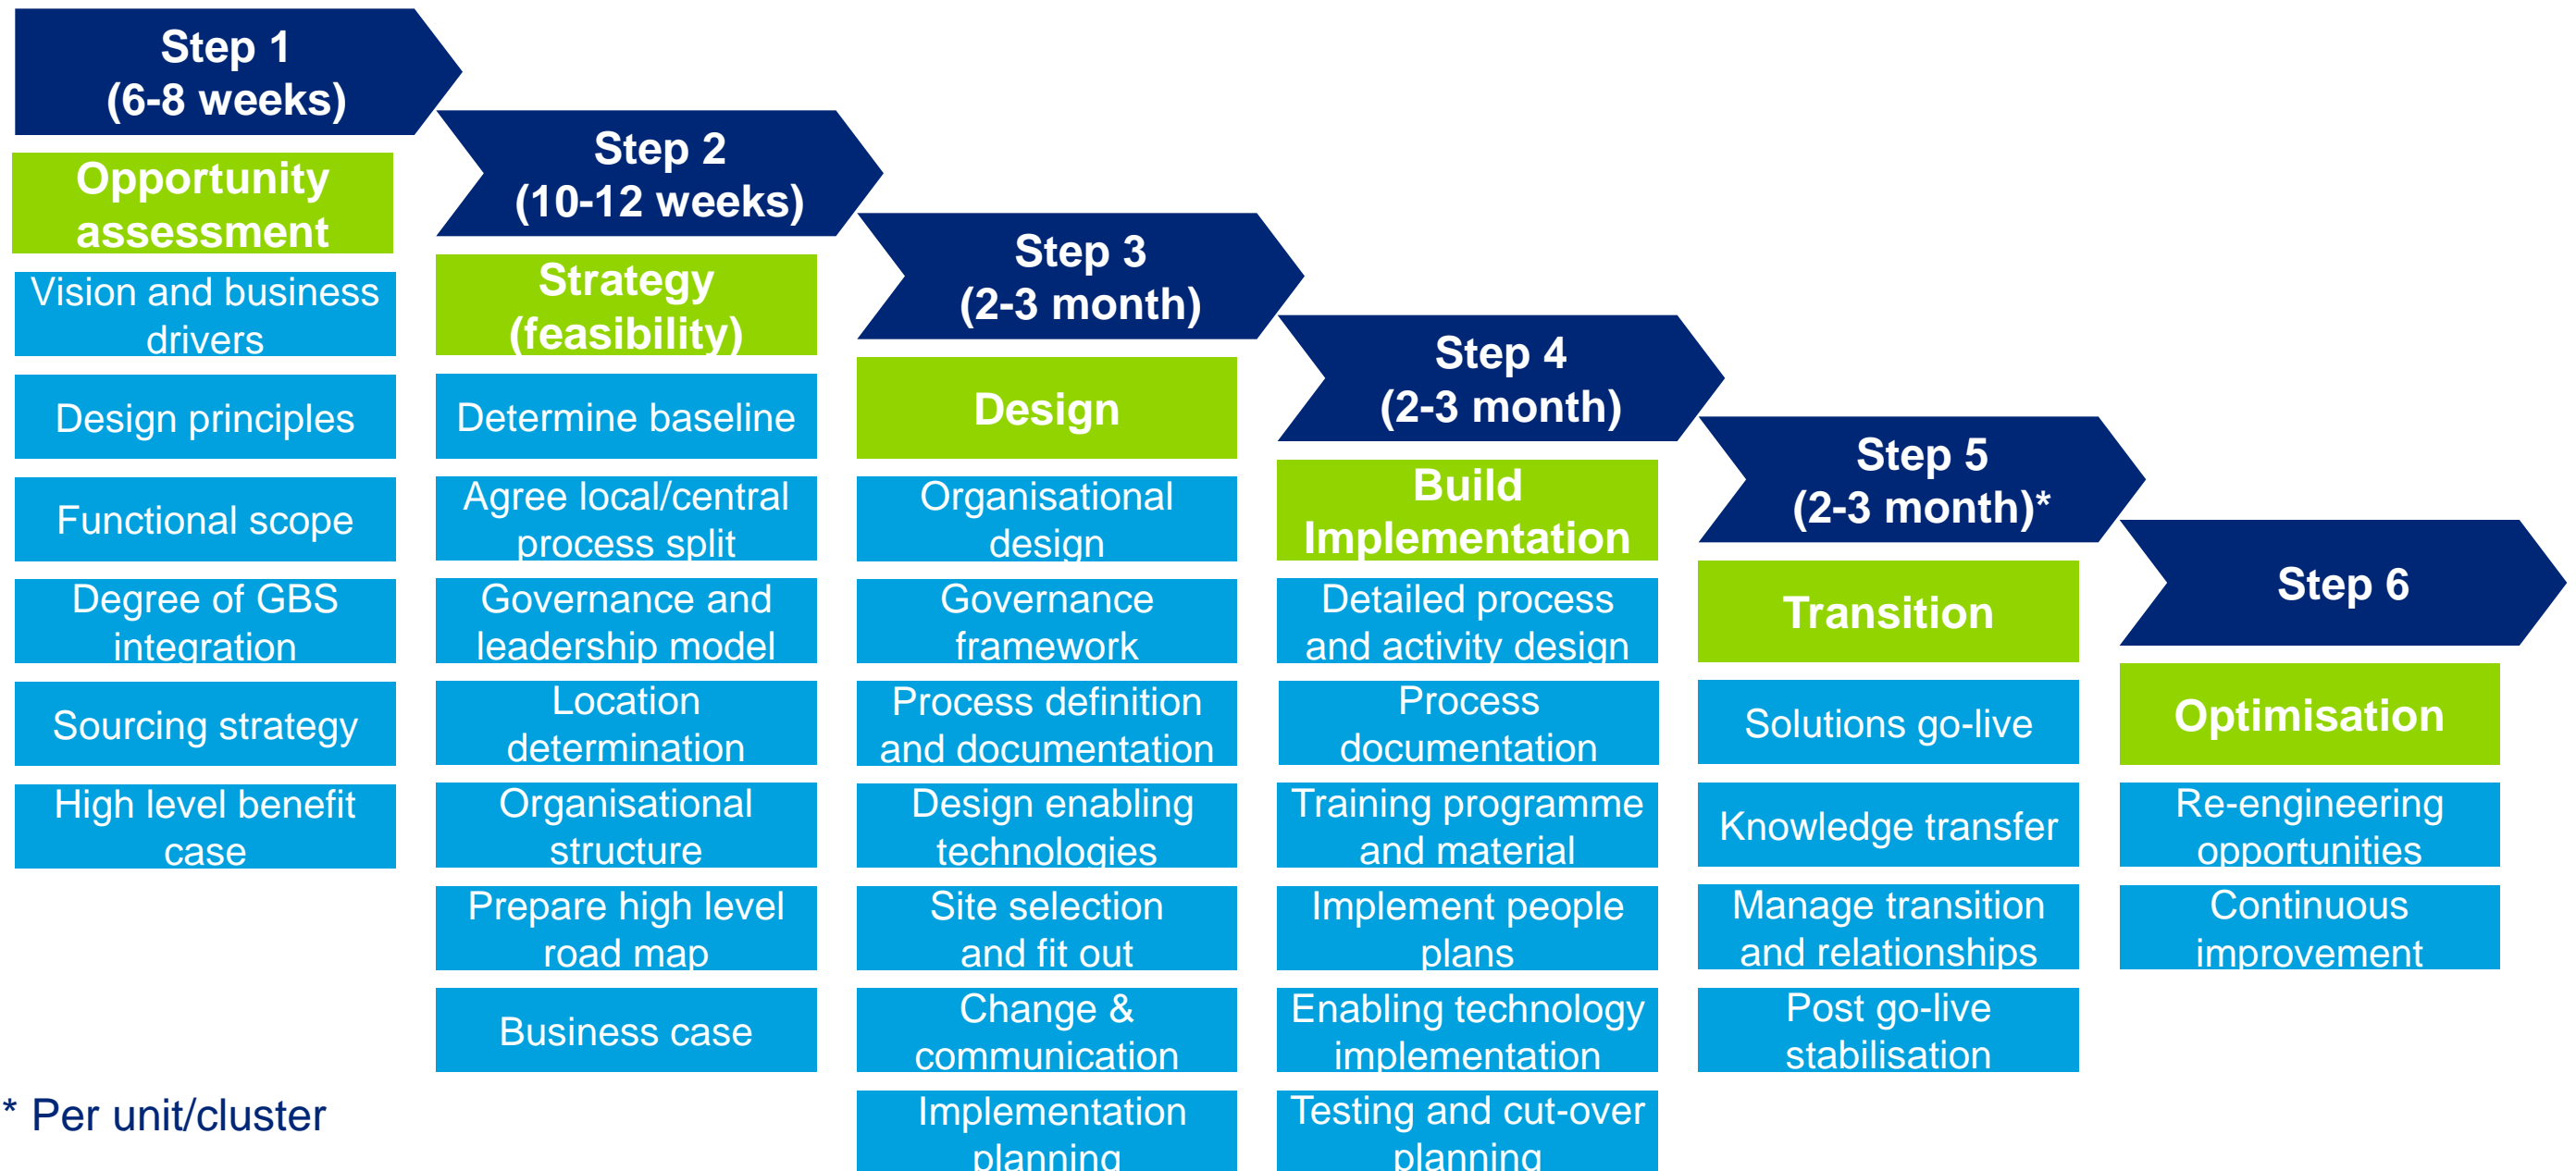 Step 1
(6-8 weeks)
Opportunity
assessment
Vision and business
drivers
Design principles
Functional scope
Degree of GBS
integration
Sourcing strategy
High level benefit
case
Step 2
(10-12 weeks)
Strategy
(feasibility)
Determine baseline
Agree local/central
process split
Governance and
leadership model
Location
determination
Organisational
structure
Prepare high level
road map
Business case
Step 3
(2-3 month)
Design
Organisational
design
Governance
framework
Process definition
and documentation
Design enabling
technologies
Site selection
and fit out
Change &
communication
Implementation
planning
Step 4
(2-3 month)
Build
Implementation
Detailed process
and activity design
Process
documentation
Training programme
and material
Implement people
plans
Enabling technology
implementation
Testing and cut-over
planning
Step 5
(2-3 month)*
Transition
Solutions go-live
Knowledge transfer
Manage transition
and relationships
Post go-live
stabilisation
Step 6
Optimisation
Re-engineering
opportunities
Continuous
improvement
* Per unit/cluster